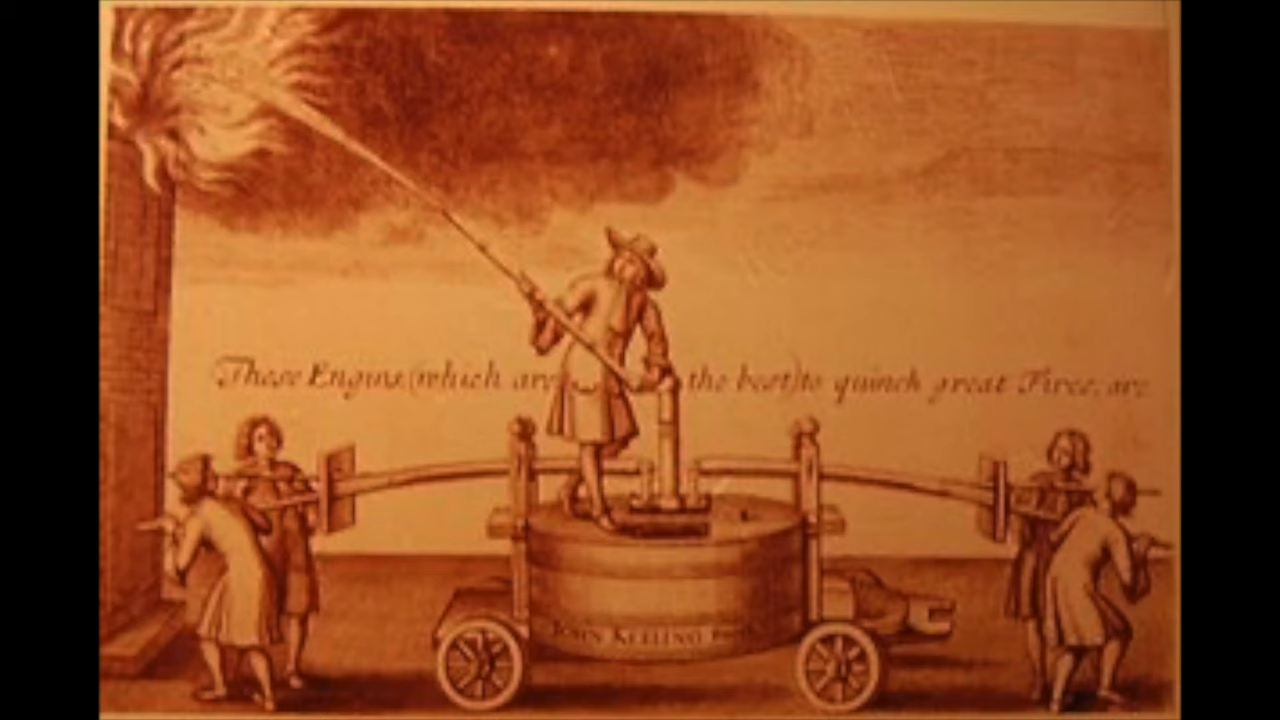 These Engins, (which are the best) to quinch great Fires, are
JOHN KEELING